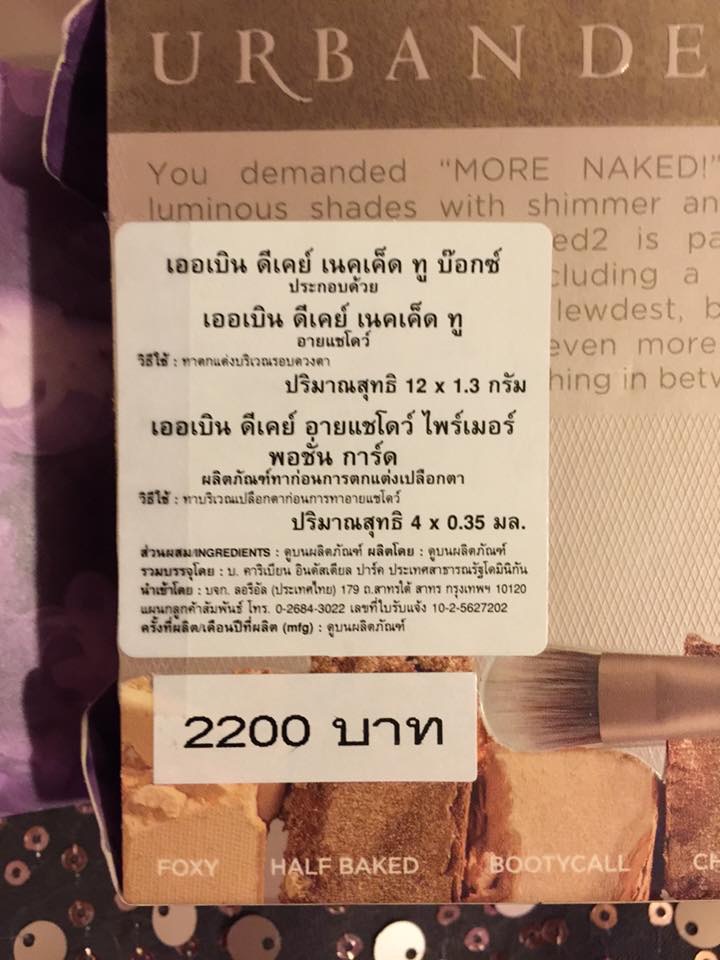 URBAN DE
You demanded "MORE NAKED!"
luminous shades with shimmer an
ed2 is pa
cluding a
lewdest, b
even more
hing in betw
เออเบิน ดีเคย์ เนคเค็ด ทู บ๊อกซ์
ประกอบด้วย
เออเบิน ดีเคย์ เนคเค็ด ทู
อายแชโดว์
วิธีใช้ : ทาตกแต่งบริเวณรอบดวงตา
ปริมาณสุทธิ 12 x 1.3 กรัม
เออเบิน ดีเคย์ อายแชโดว์ ไพร์เมอร์
พอชั่น การ์ด
ผลิตภัณฑ์ทาก่อนการตกแต่งเปลือกตา
วิธีใช้ : ทาบริเวณเปลือกตาก่อนการทาอายแชโดว์
ปริมาณสุทธิ 4 x 0.35 มล.
ส่วนผสม/INGREDIENTS : ดูบนผลิตภัณฑ์ ผลิตโดย : ดูบนผลิตภัณฑ์
รวมบรรจุโดย : บ. คาริเบียน อินดัสเตียล ปาร์ค ประเทศสาธารณรัฐโดมินิกัน
นำเข้าโดย : บจก. ลอรีอัล (ประเทศไทย) 179 ถ.สาทรใต้ สาทร กรุงเทพฯ 10120
แผนกลูกค้าสัมพันธ์ โทร. 0-2684-3022 เลขที่ใบรับแจ้ง 10-2-5627202
ครั้งที่ผลิต/เดือนปีที่ผลิต (mfg) : ดูบนผลิตภัณฑ์
2200 บาท
FOXY HALF BAKED BOOTYCALL CH